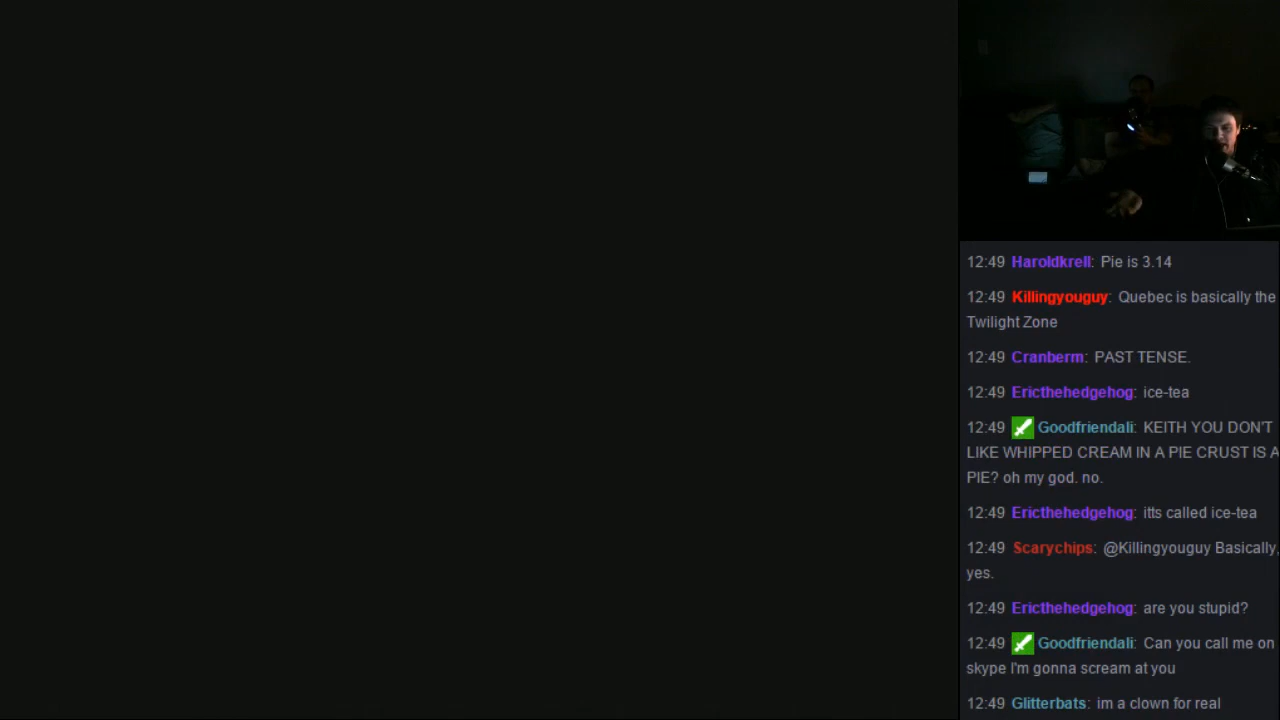 12:49 Haroldkrell: Pie is 3.14
12:49 Killingyouguy: Quebec is basically the
Twilight Zone
12:49 Cranberm: PAST TENSE.
12:49 Ericthehedgehog: ice-tea
12:49 Goodfriendali: KEITH YOU DON'T
LIKE WHIPPED CREAM IN A PIE CRUST IS A
PIE? oh my god. no.
12:49 Ericthehedgehog: itts called ice-tea
12:49 Scarychips: @Killingyouguy Basically,
yes.
12:49 Ericthehedgehog: are you stupid?
12:49 Goodfriendali: Can you call me on
skype I'm gonna scream at you
12:49 Glitterbats: im a clown for real